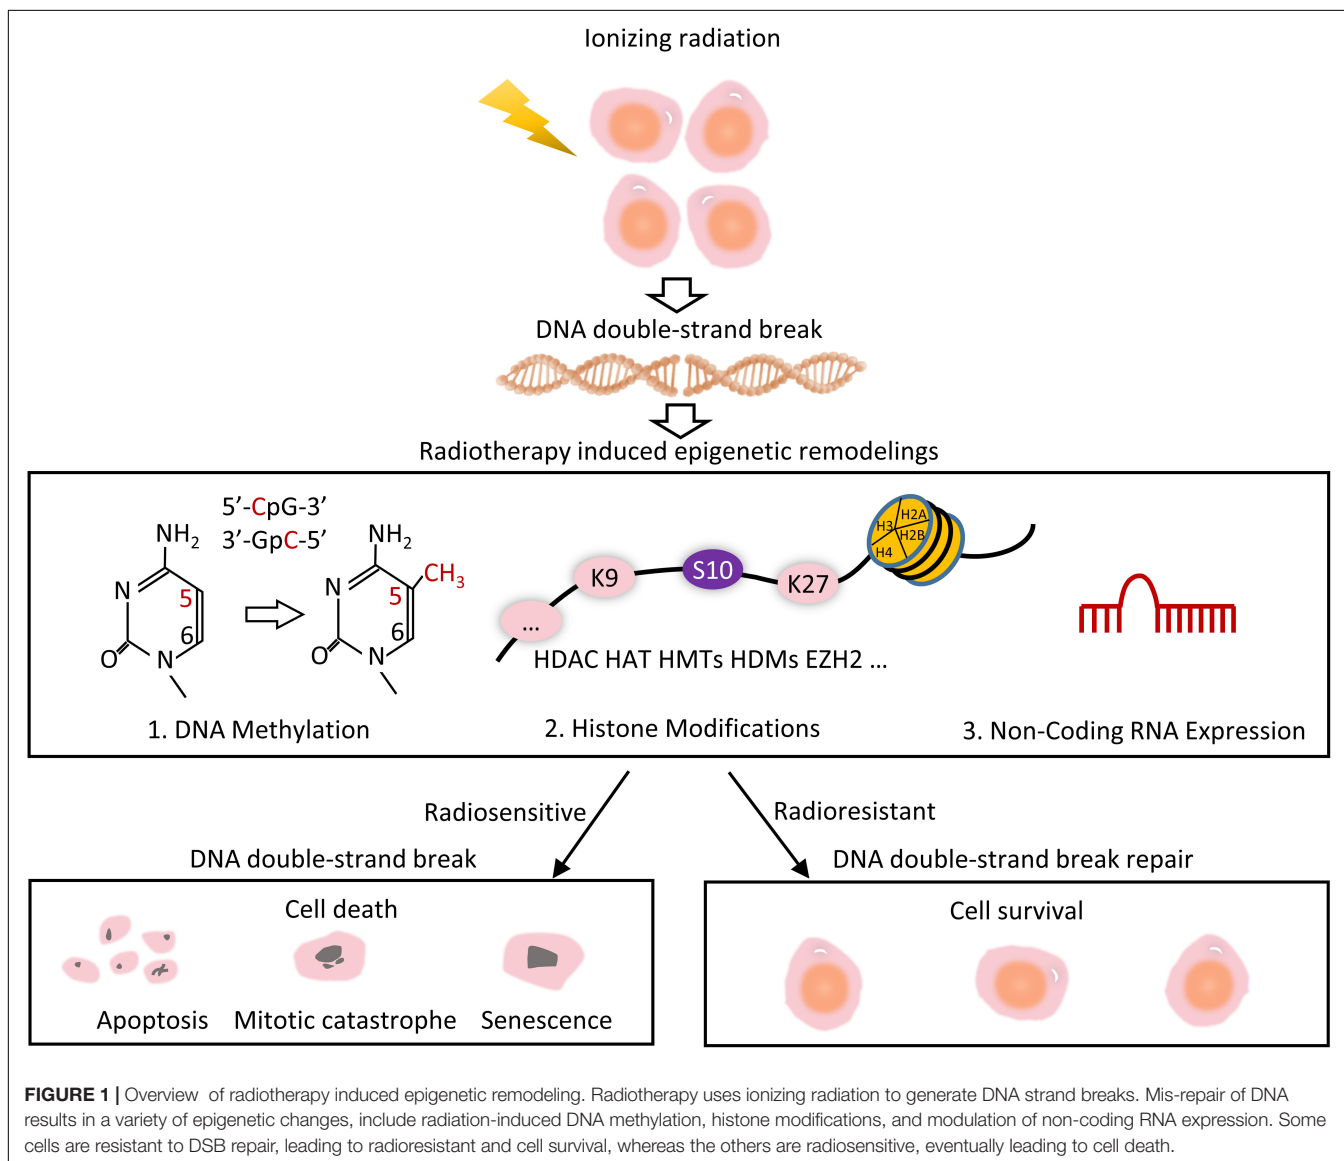 Ionizing radiation
DNA double-strand break
Radiotherapy induced epigenetic remodelings
5’-CpG-3’
3’-GpC-5’
NH2
N
5
6
O
N
NH2
CH3
N
5
6
O
N
1. DNA Methylation
...
K9
S10
K27
H3
H2A
H2B
H4
HDAC HAT HMTs HDMs EZH2 ...
2. Histone Modifications
3. Non-Coding RNA Expression
Radiosensitive
Radioresistant
DNA double-strand break
DNA double-strand break repair
Cell death
Apoptosis
Mitotic catastrophe
Senescence
Cell survival
FIGURE 1 | Overview of radiotherapy induced epigenetic remodeling. Radiotherapy uses ionizing radiation to generate DNA strand breaks. Mis-repair of DNA
results in a variety of epigenetic changes, include radiation-induced DNA methylation, histone modifications, and modulation of non-coding RNA expression. Some
cells are resistant to DSB repair, leading to radioresistant and cell survival, whereas the others are radiosensitive, eventually leading to cell death.